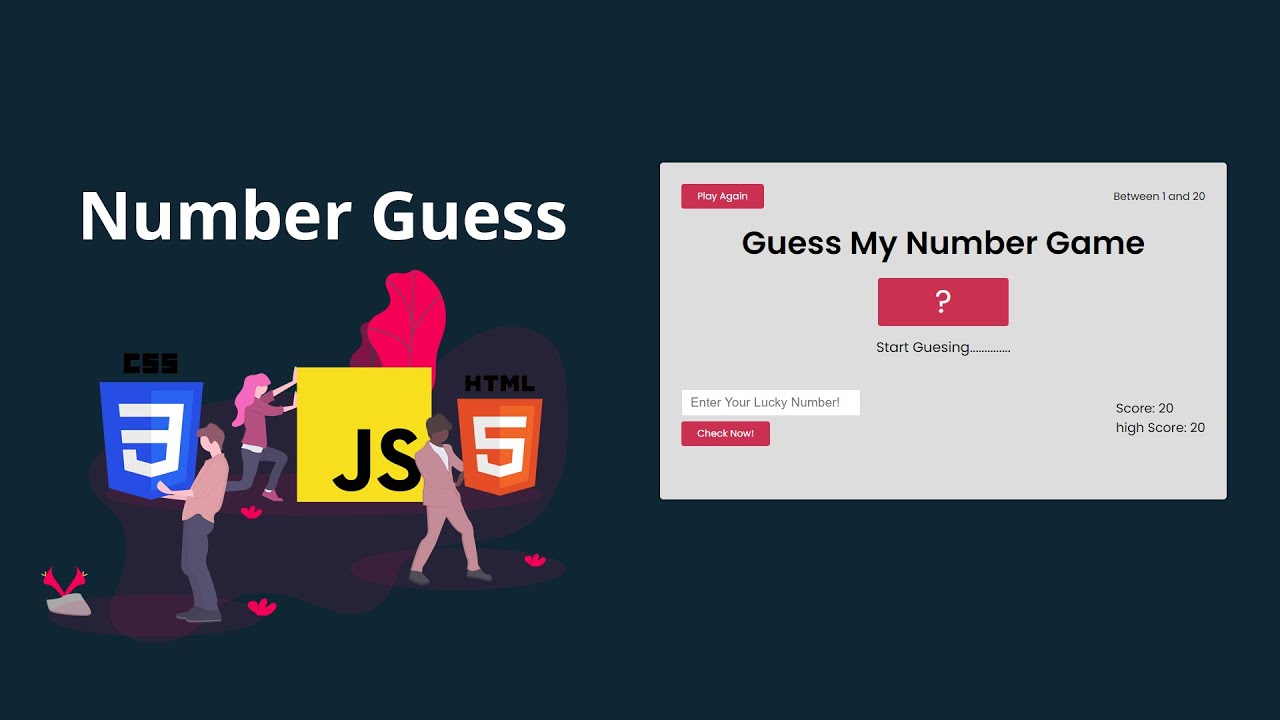 Number Guess
CSS
3
JS
HTML
5
Play Again
Between 1 and 20
Guess My Number Game
?
Start Guesing..............
Enter Your Lucky Number!
Check Now!
Score: 20
high Score: 20